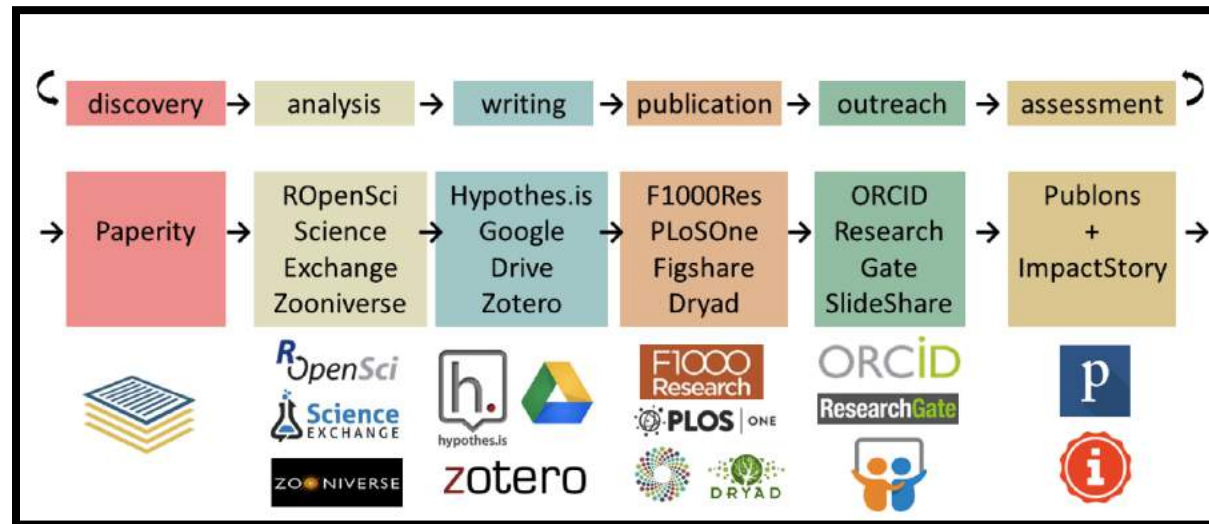 discovery → analysis → writing → publication → outreach → assessment
→ Paperity → ROpenSci
Science
Exchange
Zooniverse → Hypothes.is
Google
Drive
Zotero → F1000Res
PLoSOne
Figshare
Dryad → ORCID
Research
Gate
SlideShare → Publons
+
ImpactStory →
ROpenSci
Science
EXCHANGE
ZOONIVERSE
h.
hypothes.is
zotero
F1000
Research
PLOS | ONE
DRYAD
ORCID
ResearchGate
p
i